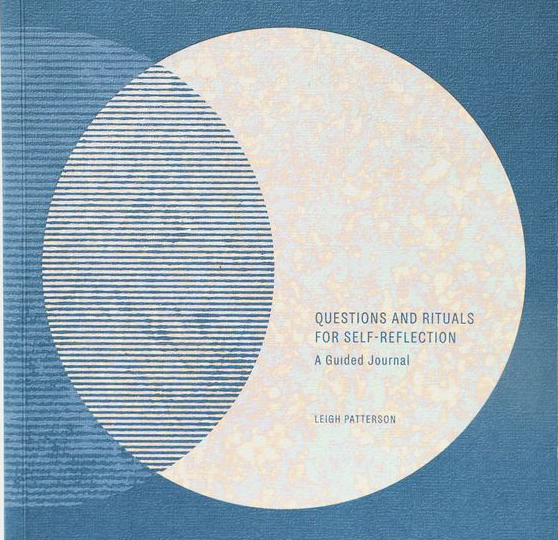 QUESTIONS AND RITUALS
FOR SELF-REFLECTION
A Guided Journal
LEIGH PATTERSON